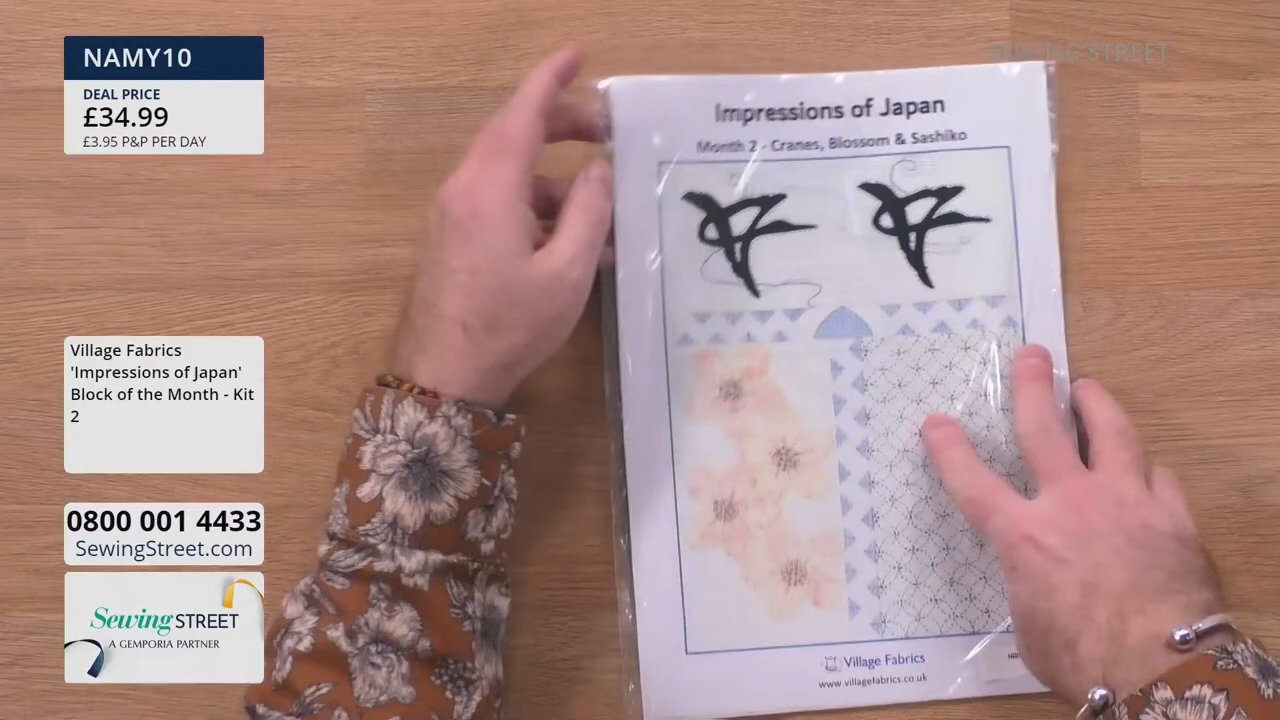 NAMY10
DEAL PRICE
£34.99
£3.95 P&P PER DAY
Village Fabrics
'Impressions of Japan'
Block of the Month - Kit
2
0800 001 4433
SewingStreet.com
Sewing STREET
A GEMPORIA PARTNER
SEWING STREET
Impressions of Japan
Month 2 - Cranes, Blossom & Sashiko
Village Fabrics
www.villagefabrics.co.uk